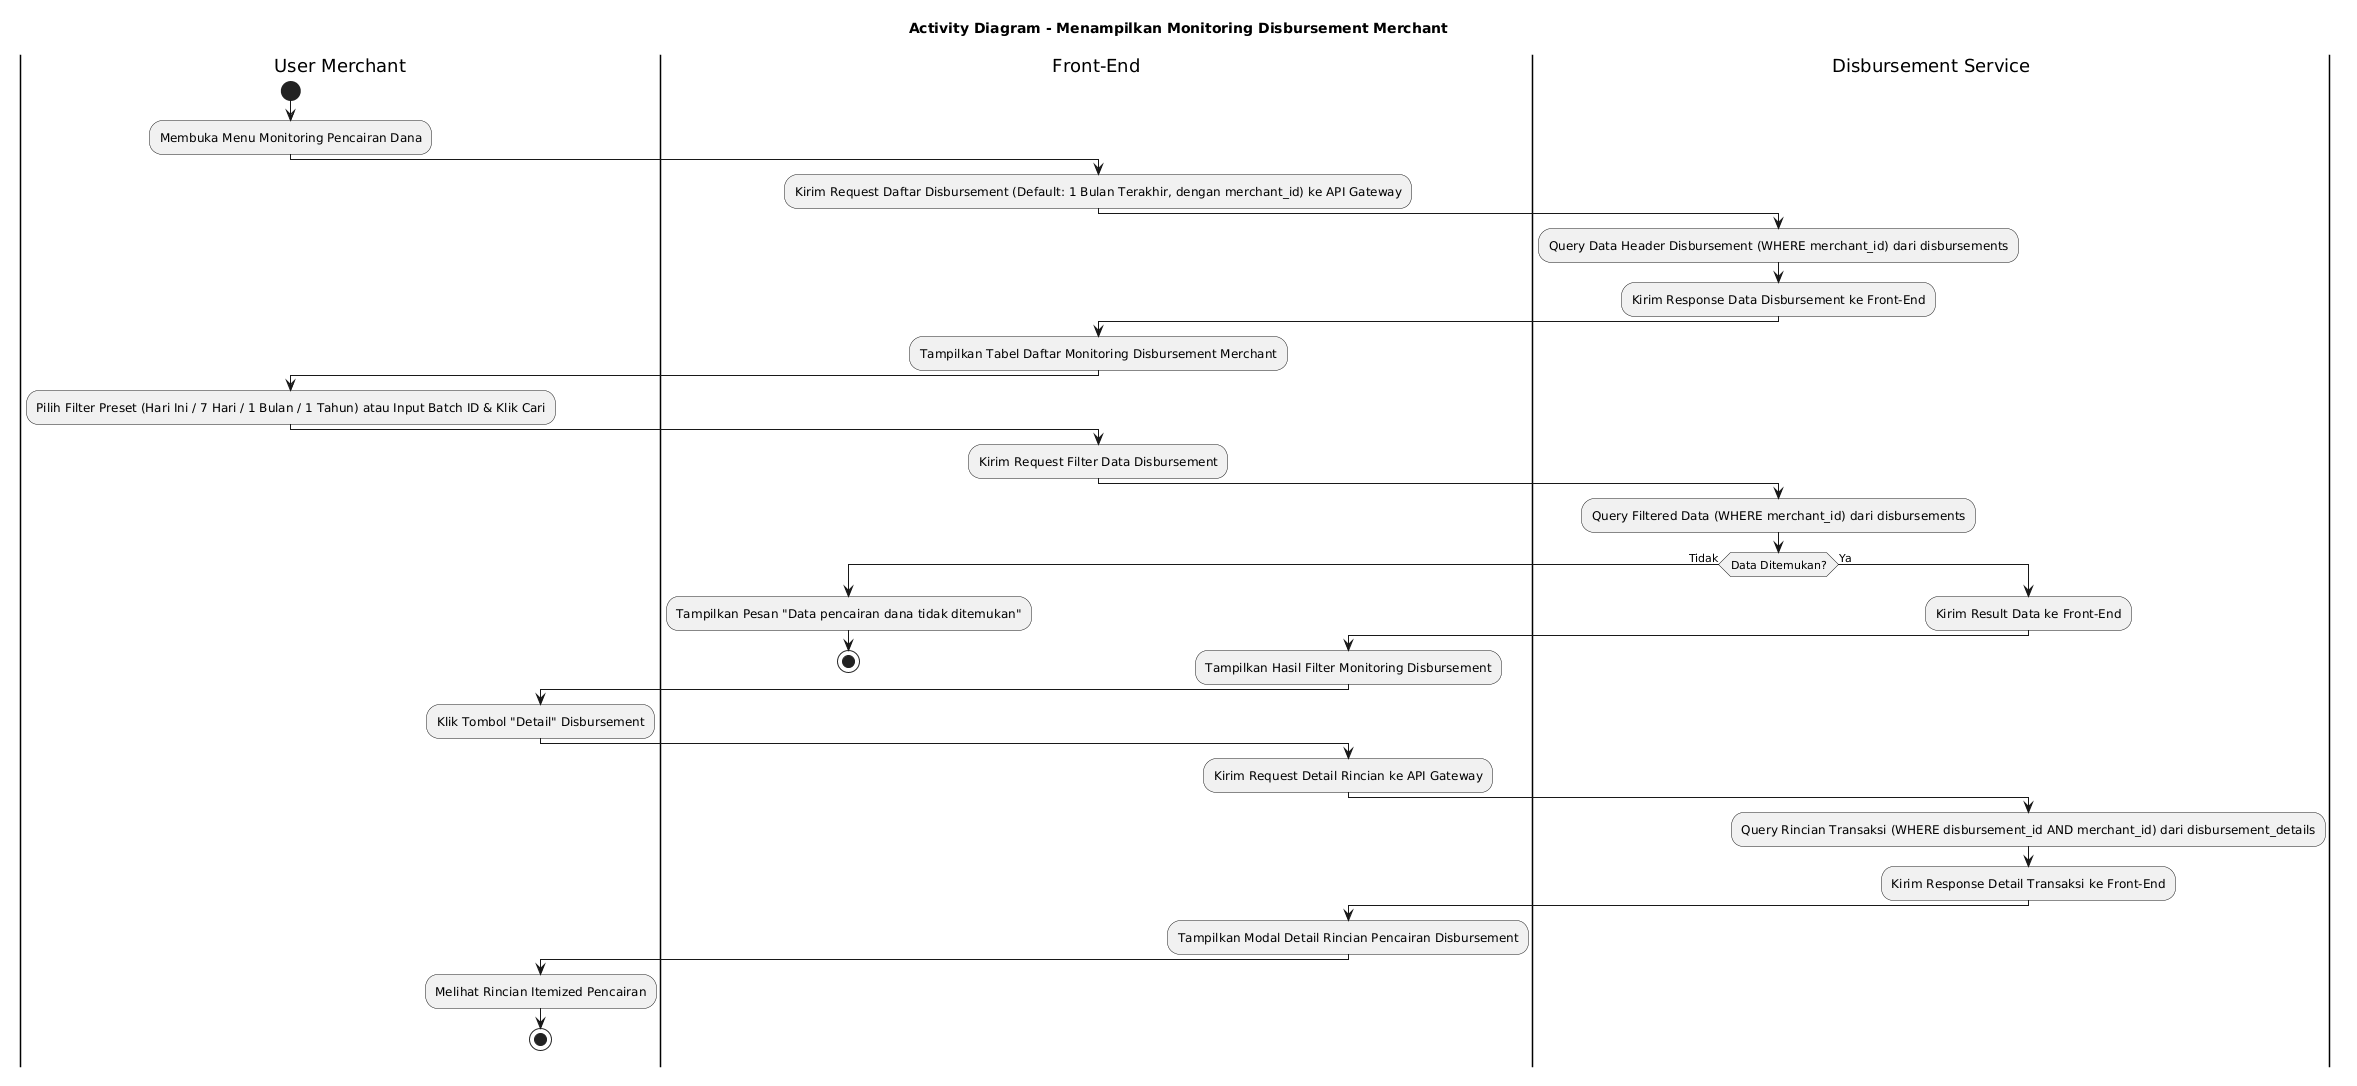 Activity Diagram - Menampilkan Monitoring Disbursement Merchant
User Merchant
Front-End
Disbursement Service
Membuka Menu Monitoring Pencairan Dana
Kirim Request Daftar Disbursement (Default: 1 Bulan Terakhir, dengan merchant_id) ke API Gateway
Query Data Header Disbursement (WHERE merchant_id) dari disbursements
Kirim Response Data Disbursement ke Front-End
Tampilkan Tabel Daftar Monitoring Disbursement Merchant
Pilih Filter Preset (Hari Ini / 7 Hari / 1 Bulan / 1 Tahun) atau Input Batch ID & Klik Cari
Kirim Request Filter Data Disbursement
Query Filtered Data (WHERE merchant_id) dari disbursements
Tidak
Data Ditemukan?
Ya
Tampilkan Pesan "Data pencairan dana tidak ditemukan"
Kirim Result Data ke Front-End
Tampilkan Hasil Filter Monitoring Disbursement
Klik Tombol "Detail" Disbursement
Kirim Request Detail Rincian ke API Gateway
Query Rincian Transaksi (WHERE disbursement_id AND merchant_id) dari disbursement_details
Kirim Response Detail Transaksi ke Front-End
Tampilkan Modal Detail Rincian Pencairan Disbursement
Melihat Rincian Itemized Pencairan